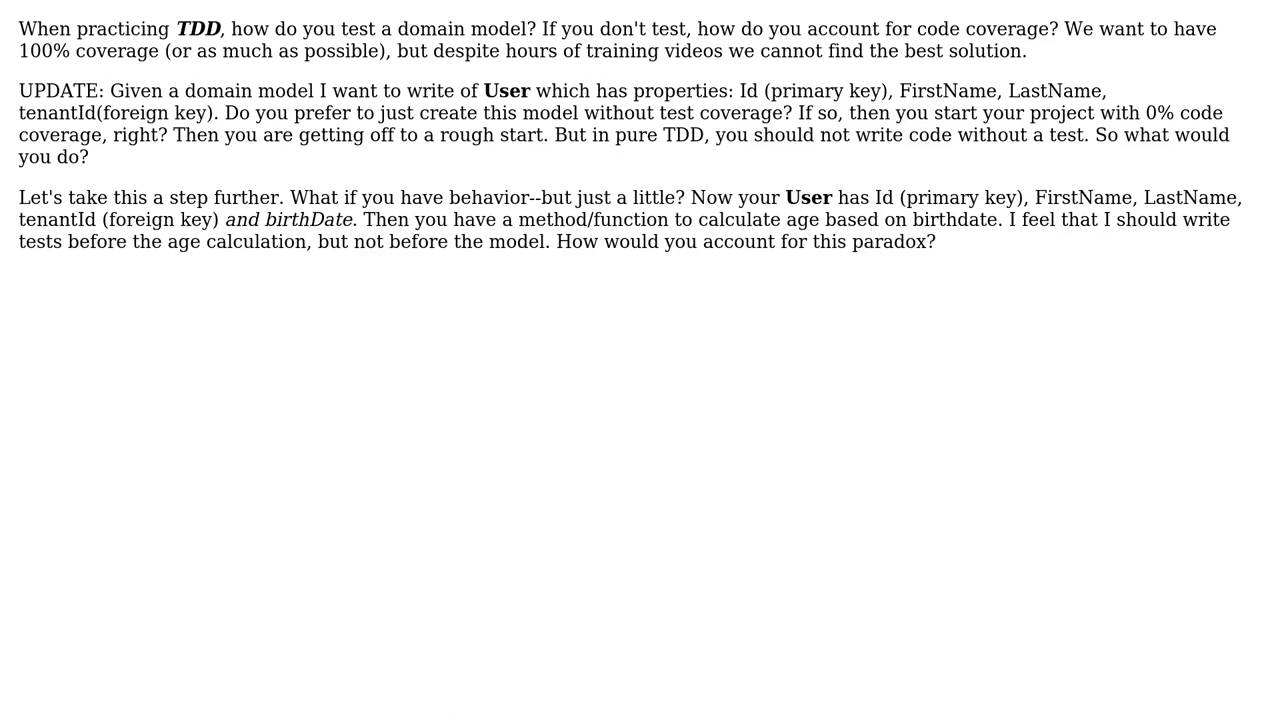 When practicing TDD, how do you test a domain model? If you don't test, how do you account for code coverage? We want to have
100% coverage (or as much as possible), but despite hours of training videos we cannot find the best solution.
UPDATE: Given a domain model I want to write of User which has properties: Id (primary key), FirstName, LastName,
tenantId(foreign key). Do you prefer to just create this model without test coverage? If so, then you start your project with 0% code
coverage, right? Then you are getting off to a rough start. But in pure TDD, you should not write code without a test. So what would
you do?
Let's take this a step further. What if you have behavior--but just a little? Now your User has Id (primary key), FirstName, LastName,
tenantId (foreign key) and birthDate. Then you have a method/function to calculate age based on birthdate. I feel that I should write
tests before the age calculation, but not before the model. How would you account for this paradox?